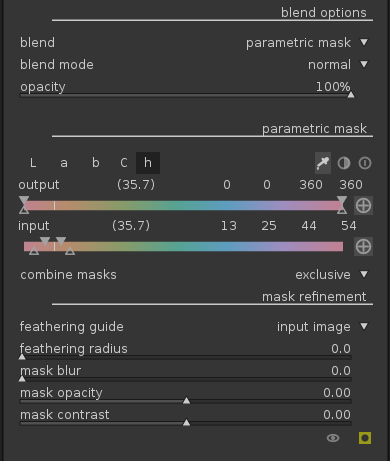 blend options
blend parametric mask
blend mode normal
opacity 100%
parametric mask
L a b C h
output (35.7) 0 0 360 360
input (35.7) 13 25 44 54
combine masks exclusive
mask refinement
feathering guide input image
feathering radius 0.0
mask blur 0.0
mask opacity 0.00
mask contrast 0.00